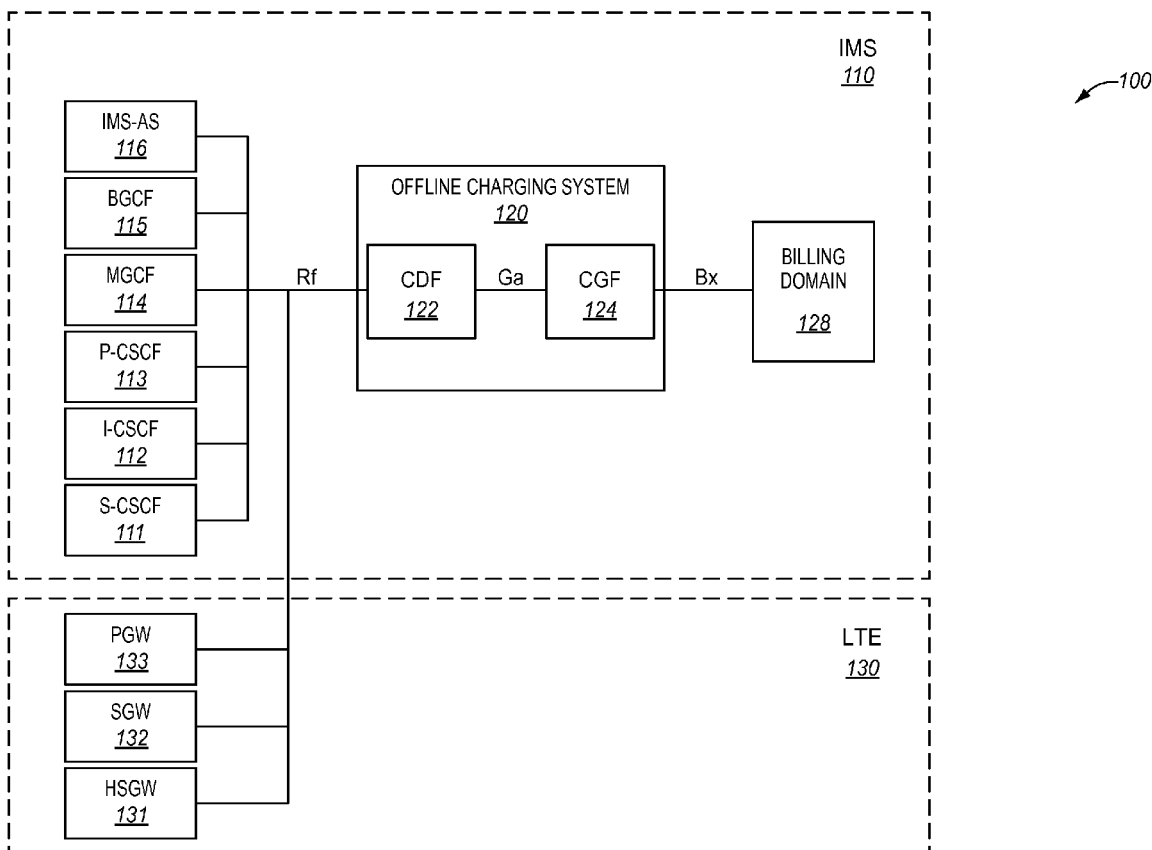 IMS
110
100
IMS-AS
116
BGCF
115
MGCF
114
P-CSCF
113
I-CSCF
112
S-CSCF
111
Rf
OFFLINE CHARGING SYSTEM
120
CDF
122
Ga
CGF
124
Bx
BILLING
DOMAIN
128
PGW
133
SGW
132
HSGW
131
LTE
130